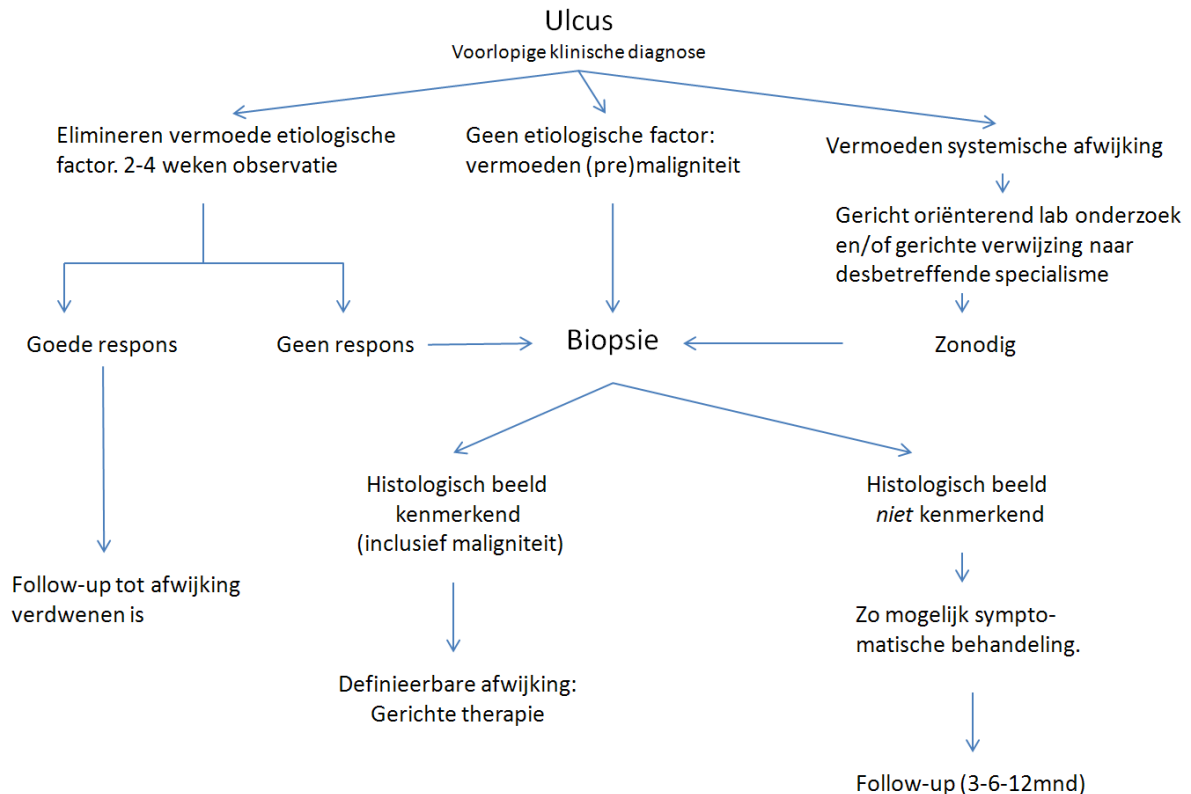 Ulcus
Voorlopige klinische diagnose
Elimineren vermoede etiologische
factor. 2-4 weken observatie
Geen etiologische factor:
vermoeden (pre)maligniteit
Vermoeden systemische afwijking
Gericht oriënterend lab onderzoek
en/of gerichte verwijzing naar
desbetreffende specialisme
Goede respons
Geen respons
Biopsie
Zonodig
Histologisch beeld
kenmerkend
(inclusief maligniteit)
Histologisch beeld
niet kenmerkend
Follow-up tot afwijking
verdwenen is
Zo mogelijk sympto-
matische behandeling.
Definieerbare afwijking:
Gerichte therapie
Follow-up (3-6-12mnd)